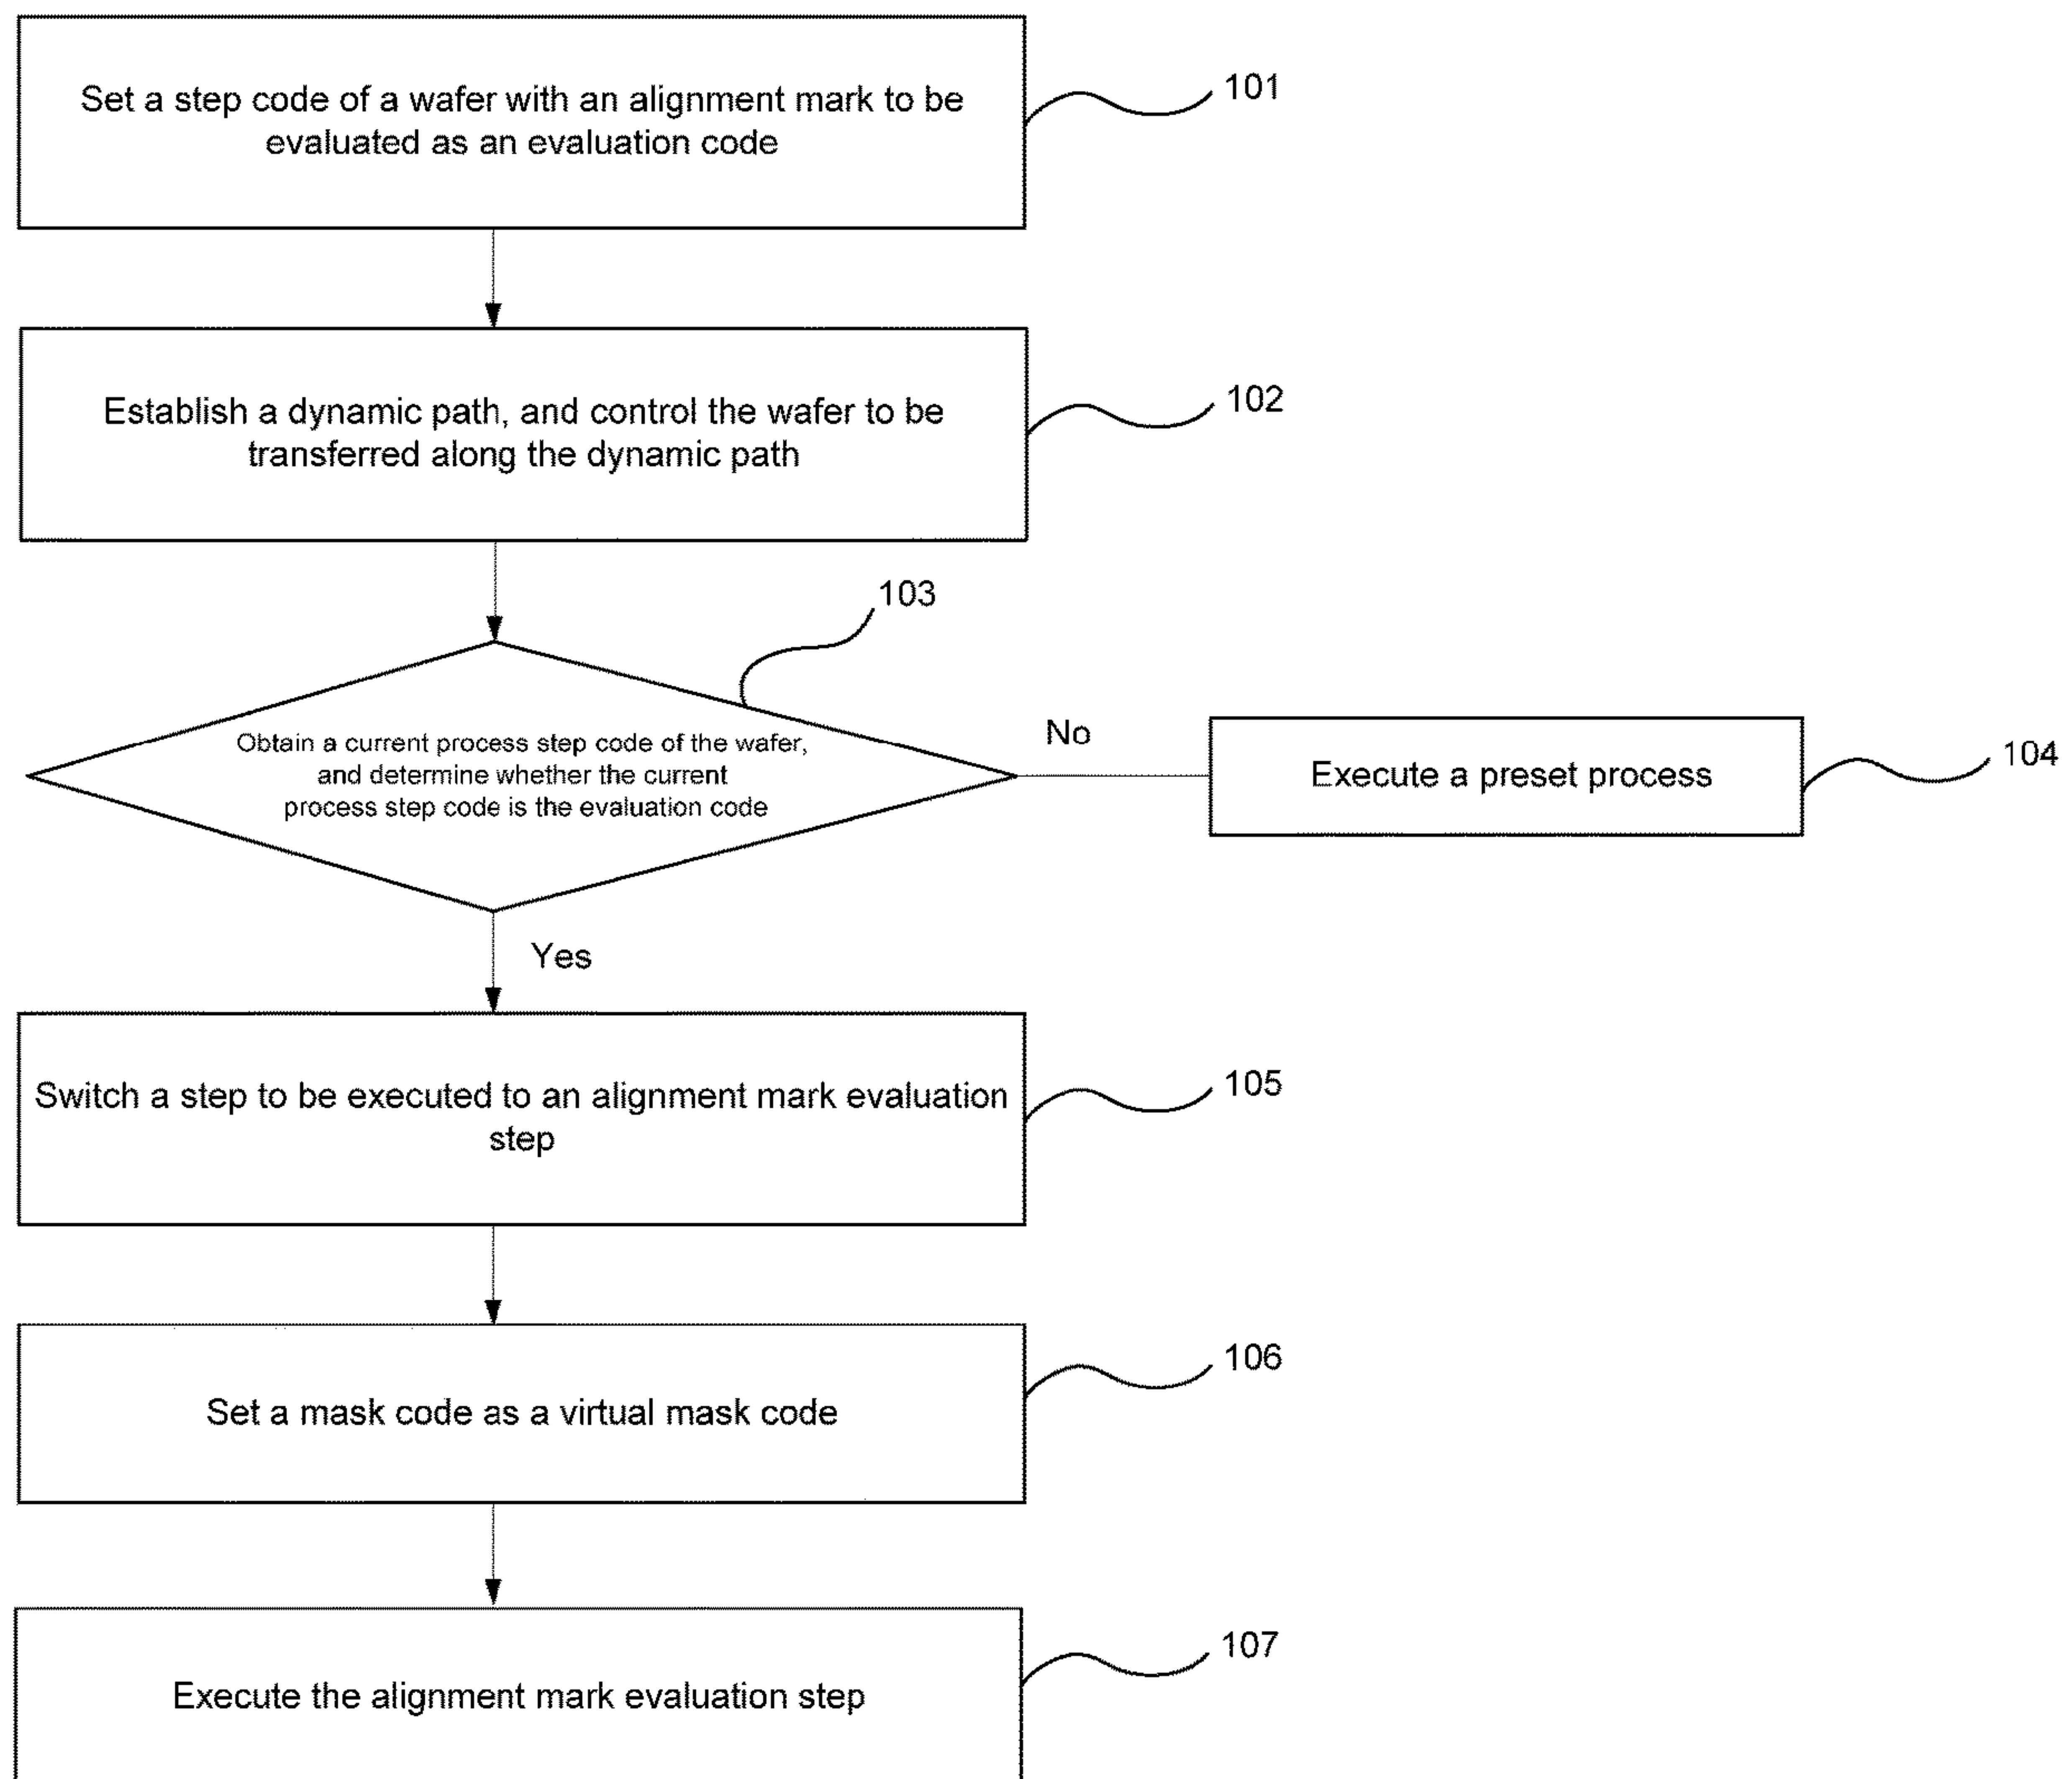 Set a step code of a wafer with an alignment mark to be
evaluated as an evaluation code
101
Establish a dynamic path, and control the wafer to be
transferred along the dynamic path
102
103
Obtain a current process step code of the wafer,
and determine whether the current
process step code is the evaluation code
No
Execute a preset process
104
Yes
Switch a step to be executed to an alignment mark evaluation
step
105
Set a mask code as a virtual mask code
106
Execute the alignment mark evaluation step
107